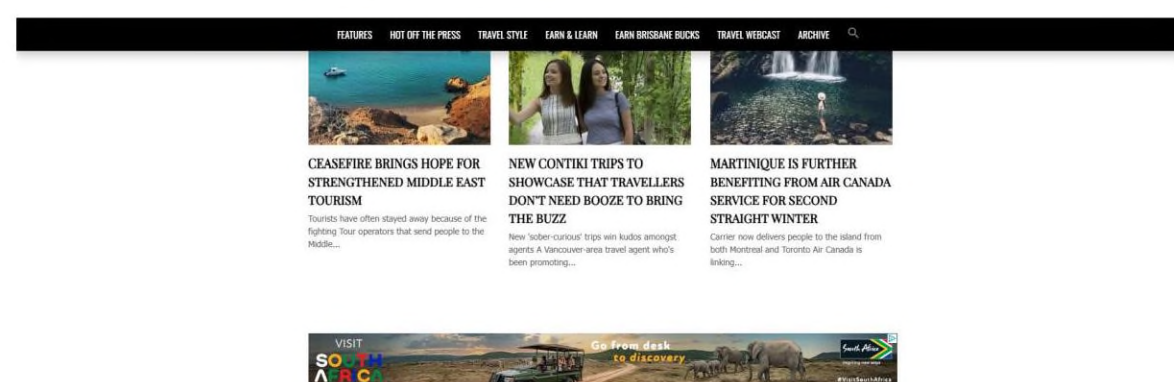 FEATURES HOT OFF THE PRESS TRAVEL STYLE EARN & LEARN EARN BRISBANE BUCKS TRAVEL WEBCAST ARCHIVE
CEASEFIRE BRINGS HOPE FOR
STRENGTHENED MIDDLE EAST
TOURISM
Tourists have often stayed away because of the
fighting Tour operators that send people to the
Middle...
NEW CONTIKI TRIPS TO
SHOWCASE THAT TRAVELLERS
DON'T NEED BOOZE TO BRING
THE BUZZ
New 'sober-curious' trips win kudos amongst
agents A Vancouver-area travel agent who's
been promoting...
MARTINIQUE IS FURTHER
BENEFITING FROM AIR CANADA
SERVICE FOR SECOND
STRAIGHT WINTER
Carrier now delivers people to the island from
both Montreal and Toronto Air Canada is
linking...
VISIT
SOUTH
AFRICA
Go from desk
to discovery
South Africa
Inspiring new ways
#VisitSouthAfrica